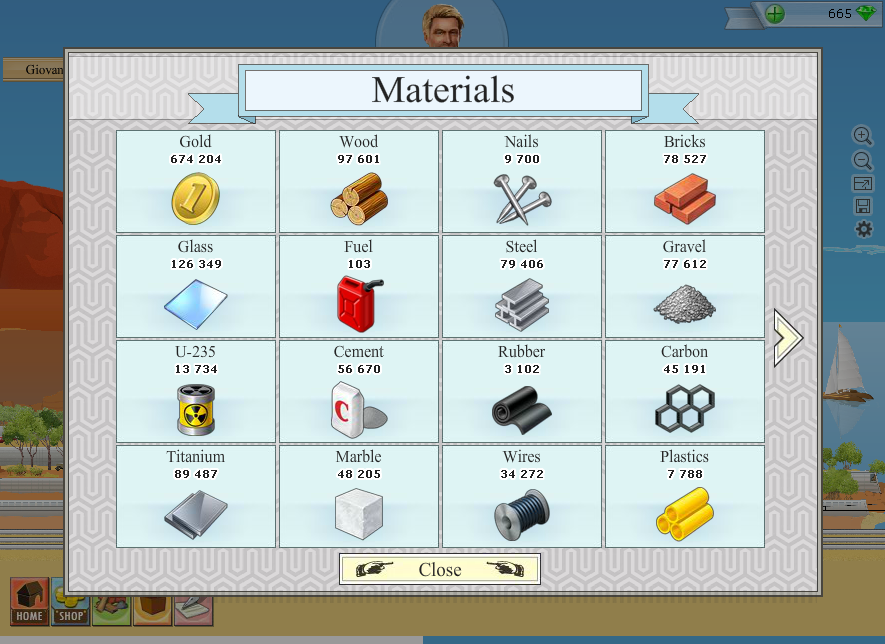 665
Giovan
Materials
Gold
674 204
Wood
97 601
Nails
9 700
Bricks
78 527
Glass
126 349
Fuel
103
Steel
79 406
Gravel
77 612
U-235
13 734
Cement
56 670
C
Rubber
3 102
Carbon
45 191
Titanium
89 487
Marble
48 205
Wires
34 272
Plastics
7 788
Close
HOME
SHOP